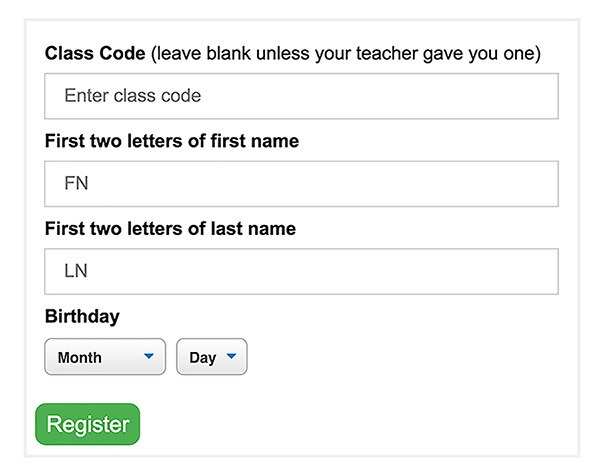 Class Code (leave blank unless your teacher gave you one)
Enter class code
First two letters of first name
FN
First two letters of last name
LN
Birthday
Month Day
Register